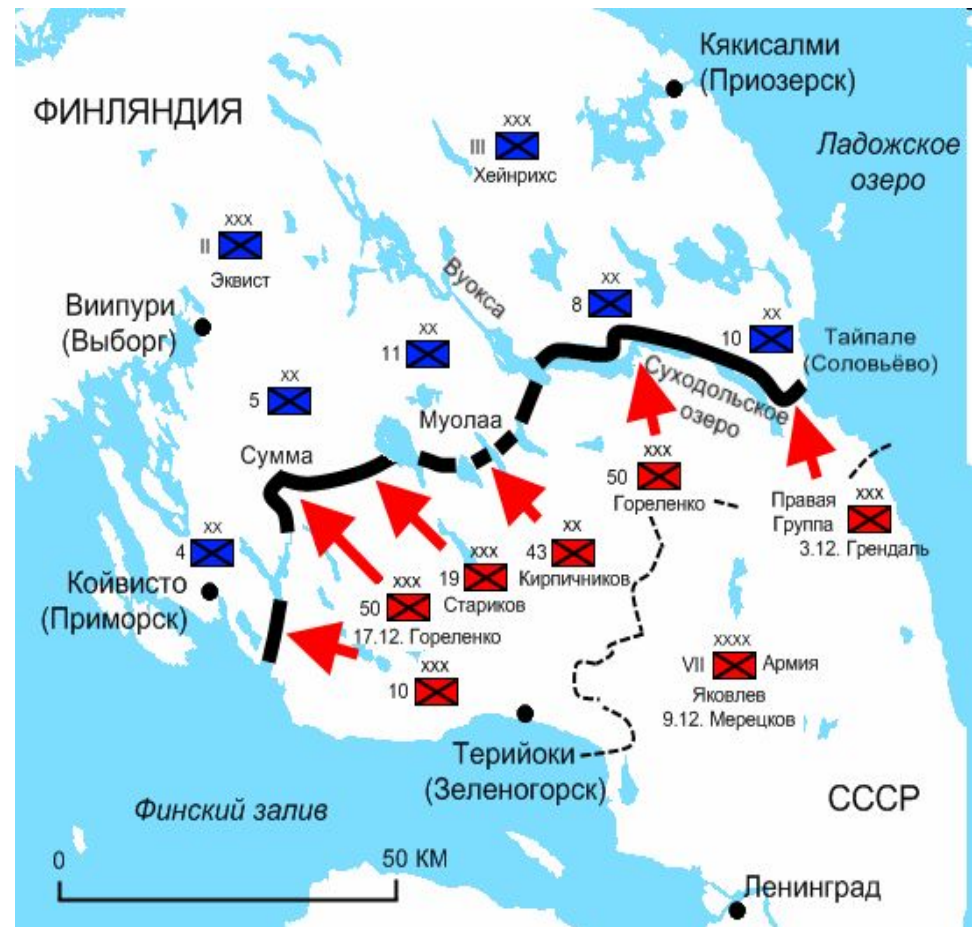 Кякисалми
(Приозерск)
ФИНЛЯНДИЯ
XXX
III
Хейнрихс
Ладожское
озеро
XXX
II
Эквист
Вуокса
Виипури
(Выборг)
XX
8
XX
10
Тайпале
(Соловьёво)
XX
11
XX
5
Суходольское
озеро
Муолаа
Сумма
XXX
50
Гореленко
XXX
Правая
Группа
3.12. Грендаль
XX
4
XX
43
Кирпичников
XXX
19
Стариков
Койвисто
(Приморск)
XXX
50
17.12. Гореленко
XXXX
VII
Армия
Яковлев
9.12. Мерецков
XXX
10
Терийоки
(Зеленогорск)
Финский залив
СССР
0
50 КМ
Ленинград